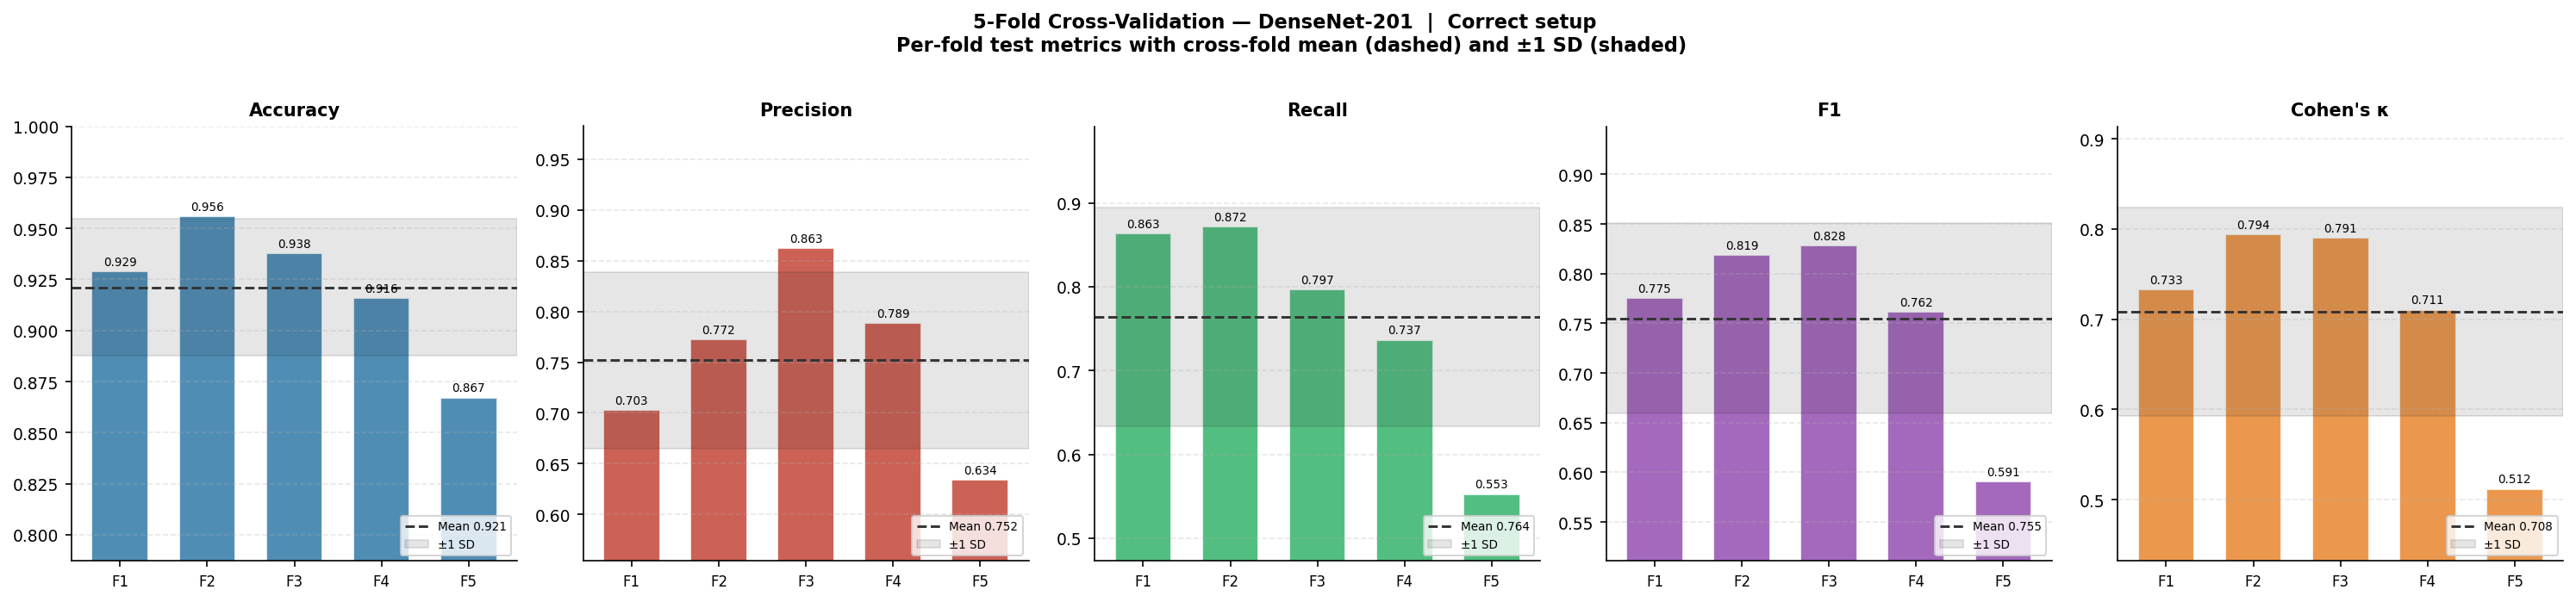 5-Fold Cross-Validation — DenseNet-201 | Correct setup
Per-fold test metrics with cross-fold mean (dashed) and ±1 SD (shaded)
Accuracy
1.000
0.975
0.950
0.925
0.900
0.875
0.850
0.825
0.800
0.929
0.956
0.938
0.916
0.867
Mean 0.921
±1 SD
F1 F2 F3 F4 F5
Precision
0.95
0.90
0.85
0.80
0.75
0.70
0.65
0.60
0.703
0.772
0.863
0.789
0.634
Mean 0.752
±1 SD
F1 F2 F3 F4 F5
Recall
0.9
0.8
0.7
0.6
0.5
0.863
0.872
0.797
0.737
0.553
Mean 0.764
±1 SD
F1 F2 F3 F4 F5
F1
0.90
0.85
0.80
0.75
0.70
0.65
0.60
0.55
0.775
0.819
0.828
0.762
0.591
Mean 0.755
±1 SD
F1 F2 F3 F4 F5
Cohen's κ
0.9
0.8
0.7
0.6
0.5
0.733
0.794
0.791
0.711
0.512
Mean 0.708
±1 SD
F1 F2 F3 F4 F5